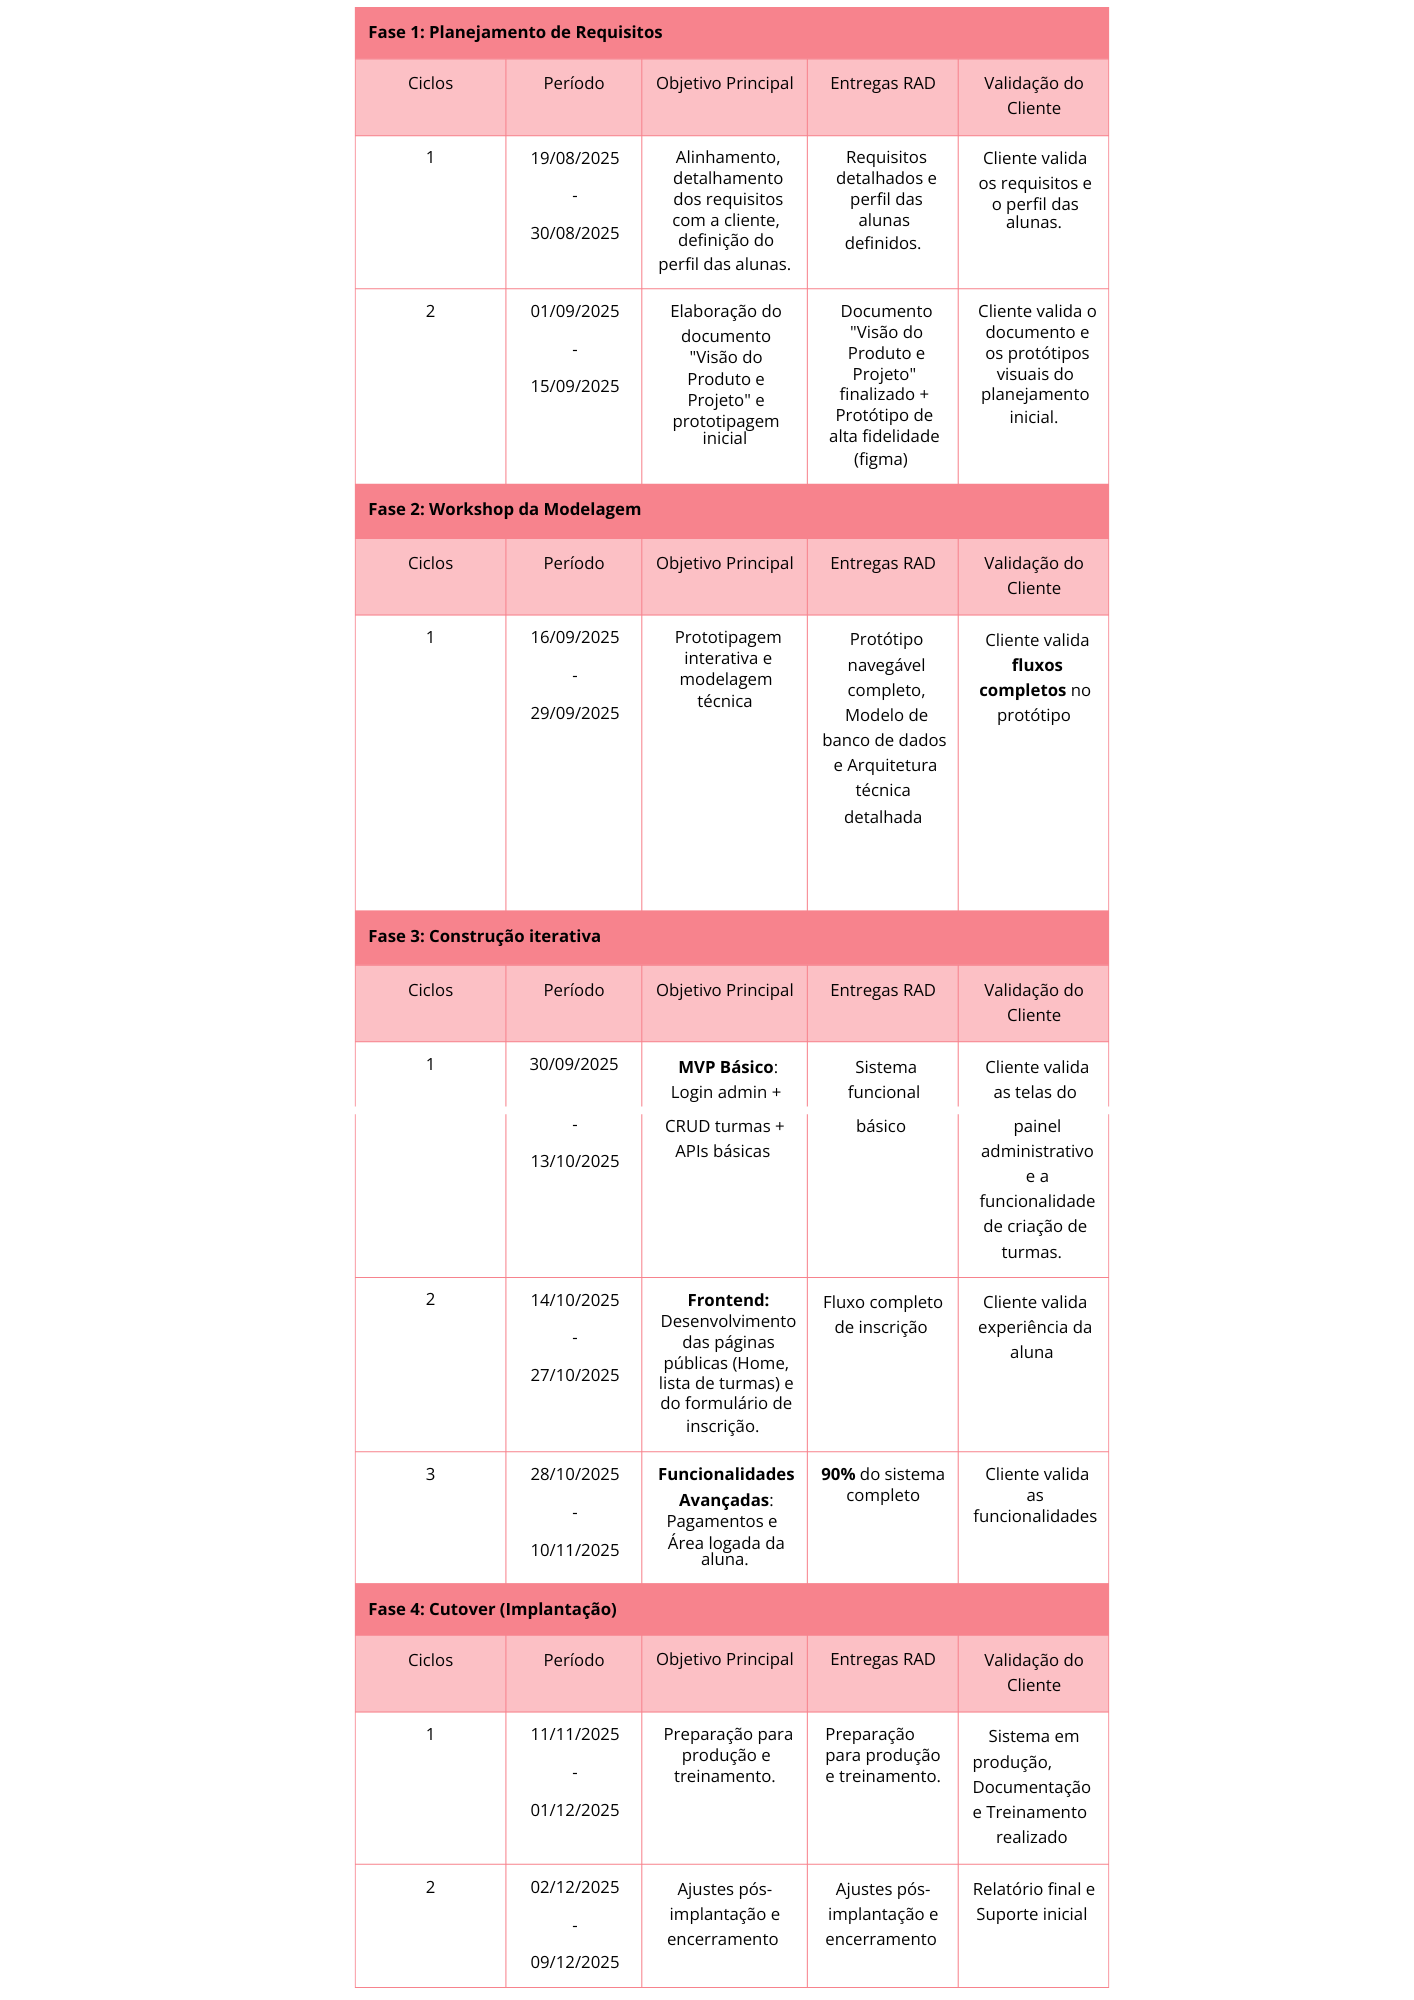 Fase 1: Planejamento de Requisitos
Ciclos
Período
Objetivo Principal
Entregas RAD
Validação do
Cliente
1
19/08/2025
-
30/08/2025
Alinhamento,
detalhamento
dos requisitos
com a cliente,
definição do
perfil das alunas.
Requisitos
detalhados e
perfil das
alunas
definidos.
Cliente valida
os requisitos e
o perfil das
alunas.
2
01/09/2025
-
15/09/2025
Elaboração do
documento
"Visão do
Produto e
Projeto" e
prototipagem
inicial
Documento
"Visão do
Produto e
Projeto"
finalizado +
Protótipo de
alta fidelidade
(figma)
Cliente valida o
documento e
os protótipos
visuais do
planejamento
inicial.
Fase 2: Workshop da Modelagem
Ciclos
Período
Objetivo Principal
Entregas RAD
Validação do
Cliente
1
16/09/2025
-
29/09/2025
Prototipagem
interativa e
modelagem
técnica
Protótipo
navegável
completo,
Modelo de
banco de dados
e Arquitetura
técnica
detalhada
Cliente valida
fluxos
completos no
protótipo
Fase 3: Construção iterativa
Ciclos
Período
Objetivo Principal
Entregas RAD
Validação do
Cliente
1
30/09/2025
-
13/10/2025
MVP Básico:
Login admin +
CRUD turmas +
APIs básicas
Sistema
funcional
básico
Cliente valida
as telas do
painel
administrativo
e a
funcionalidade
de criação de
turmas.
2
14/10/2025
-
27/10/2025
Frontend:
Desenvolvimento
das páginas
públicas (Home,
lista de turmas) e
do formulário de
inscrição.
Fluxo completo
de inscrição
Cliente valida
experiência da
aluna
3
28/10/2025
-
10/11/2025
Funcionalidades
Avançadas:
Pagamentos e
Área logada da
aluna.
90% do sistema
completo
Cliente valida
as
funcionalidades
Fase 4: Cutover (Implantação)
Ciclos
Período
Objetivo Principal
Entregas RAD
Validação do
Cliente
1
11/11/2025
-
01/12/2025
Preparação para
produção e
treinamento.
Preparação
para produção
e treinamento.
Sistema em
produção,
Documentação
e Treinamento
realizado
2
02/12/2025
-
09/12/2025
Ajustes pós-
implantação e
encerramento
Ajustes pós-
implantação e
encerramento
Relatório final e
Suporte inicial